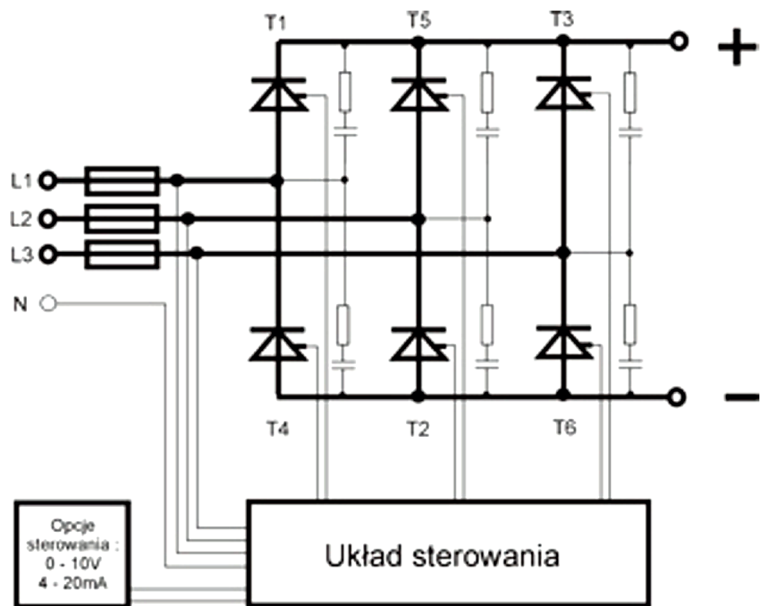 T1
T5
T3
+
L1
L2
L3
N
−
T4
T2
T6
Opcje
sterowania :
0 - 10V
4 - 20mA
Układ sterowania